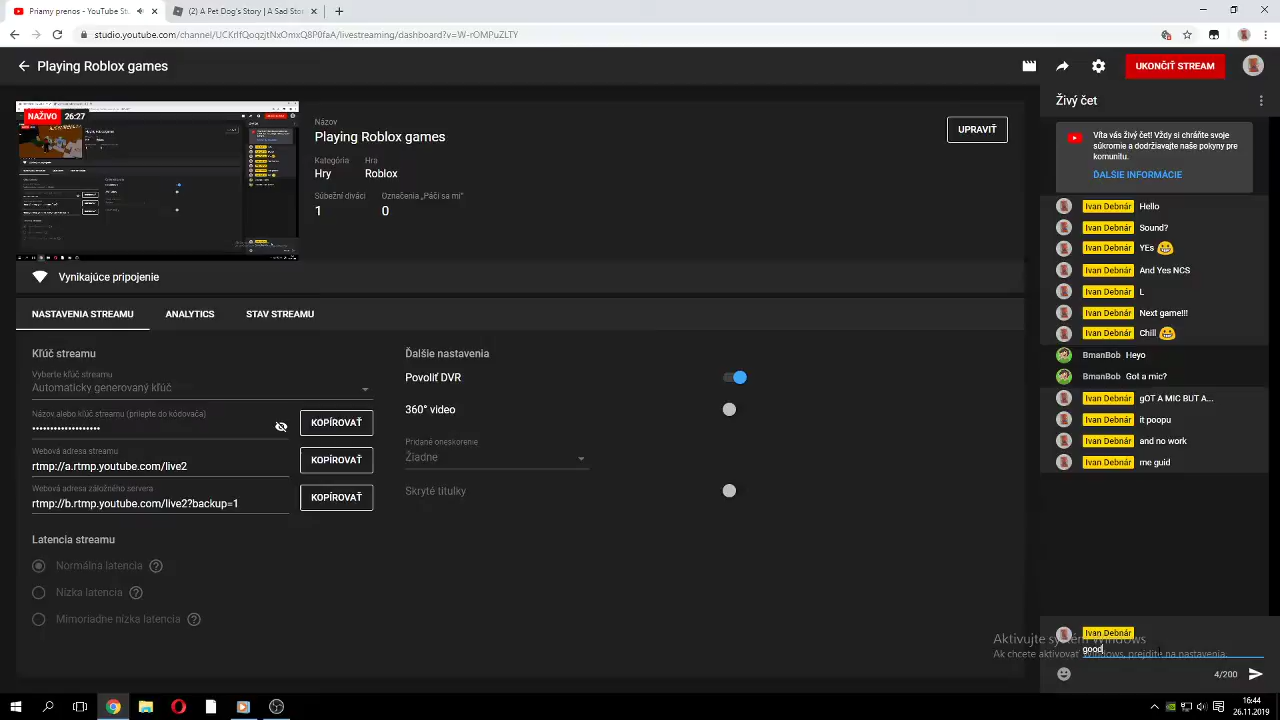 Priamy prenos - YouTube Stu
(2) A Pet Dog's Story | A Sad Stor
studio.youtube.com/channel/UCKrfQoqzjtNxOmxQ8P0faA/livestreaming/dashboard?v=W-rOMPuZLTY
Playing Roblox games
UKONČIŤ STREAM
NAŽIVO 26:27
Názov
Playing Roblox games
UPRAVIŤ
Kategória Hra
Hry Roblox
Súbežní diváci Označenia „Páči sa mi"
1 0
Vynikajúce pripojenie
NASTAVENIA STREAMU ANALYTICS STAV STREAMU
Kľúč streamu
Vyberte kľúč streamu
Automaticky generovaný kľúč
Názov alebo kľúč streamu (prilepte do kódovača)
••••••••••••••••••• KOPÍROVAŤ
Webová adresa streamu
rtmp://a.rtmp.youtube.com/live2 KOPÍROVAŤ
Webová adresa záložného servera
rtmp://b.rtmp.youtube.com/live2?backup=1 KOPÍROVAŤ
Latencia streamu
Normálna latencia
Nízka latencia
Mimoriadne nízka latencia
Ďalšie nastavenia
Povoliť DVR
360° video
Pridané oneskorenie
Žiadne
Skryté titulky
Živý čet
Víta vás živý čet! Vždy si chráňte svoje
súkromie a dodržiavajte naše pokyny pre
komunitu.
ĎALŠIE INFORMÁCIE
Ivan Debnár Hello
Ivan Debnár Sound?
Ivan Debnár YEs
Ivan Debnár And Yes NCS
Ivan Debnár L
Ivan Debnár Next game!!!
Ivan Debnár Chill
BmanBob Heyo
BmanBob Got a mic?
Ivan Debnár gOT A MIC BUT A...
Ivan Debnár it poopu
Ivan Debnár and no work
Ivan Debnár me guid
Ivan Debnár
good
4/200
Aktivujte systém Windows
Ak chcete aktivovať Windows, prejdite na nastavenia.
16:44
26.11.2019